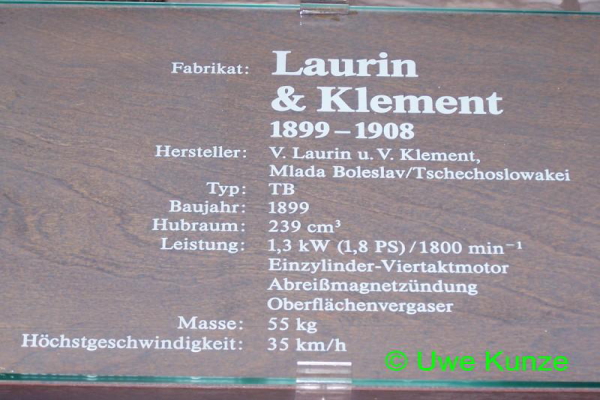 Fabrikat: Laurin
& Klement
1899 – 1908
Hersteller: V. Laurin u. V. Klement,
Mlada Boleslav/Tschechoslowakei
Typ: TB
Baujahr: 1899
Hubraum: 239 cm³
Leistung: 1,3 kW (1,8 PS) / 1800 min⁻¹
Einzylinder-Viertaktmotor
Abreißmagnetzündung
Oberflächenvergaser
Masse: 55 kg
Höchstgeschwindigkeit: 35 km/h
© Uwe Kunze